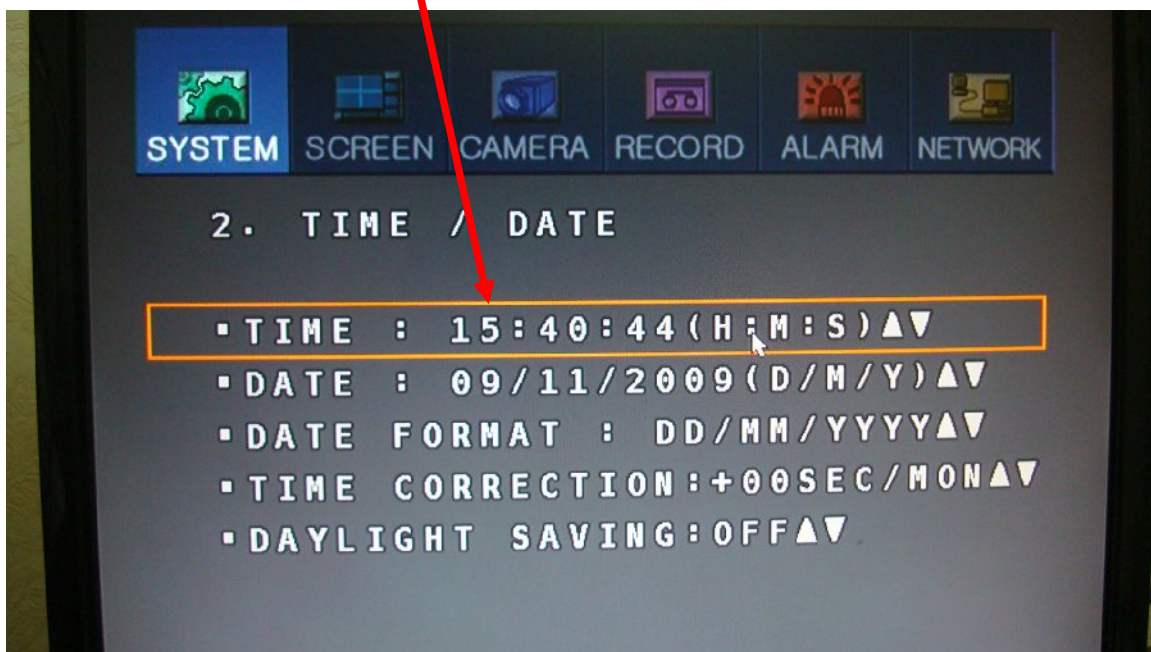 SYSTEM SCREEN CAMERA RECORD ALARM NETWORK
2. TIME / DATE
▪TIME : 15:40:44(H:M:S)▲▼
▪DATE : 09/11/2009(D/M/Y)▲▼
▪DATE FORMAT : DD/MM/YYYY▲▼
▪TIME CORRECTION:+00SEC/MON▲▼
▪DAYLIGHT SAVING:OFF▲▼